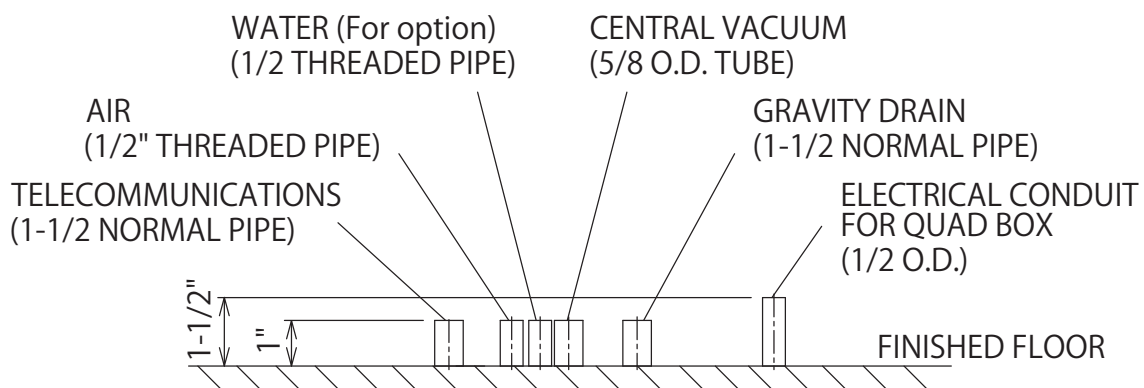 WATER (For option)
(1/2 THREADED PIPE)
CENTRAL VACUUM
(5/8 O.D. TUBE)
AIR
(1/2" THREADED PIPE)
GRAVITY DRAIN
(1-1/2 NORMAL PIPE)
TELECOMMUNICATIONS
(1-1/2 NORMAL PIPE)
ELECTRICAL CONDUIT
FOR QUAD BOX
(1/2 O.D.)
1-1/2"
1"
FINISHED FLOOR